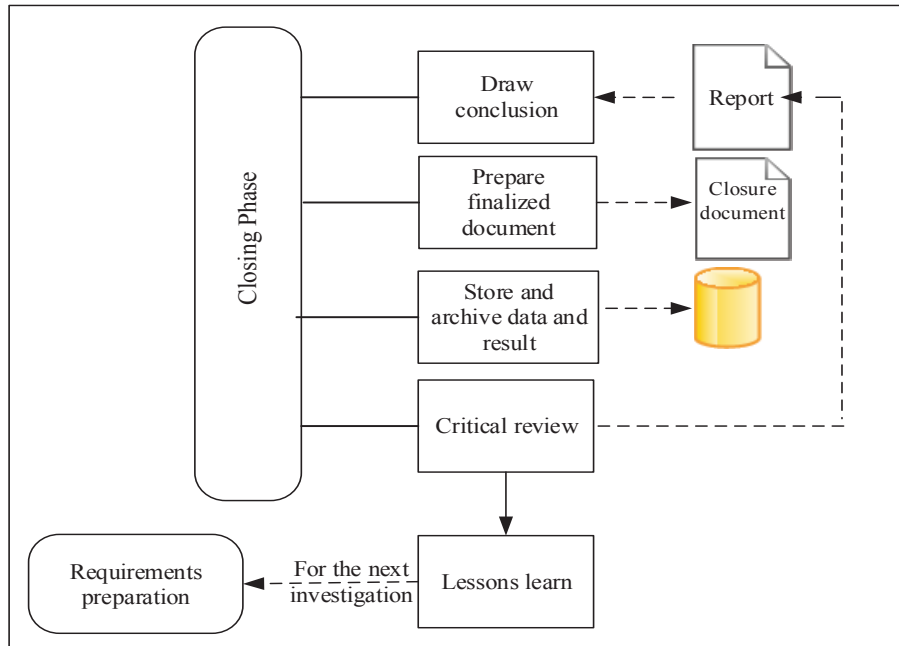 Closing Phase
Draw
conclusion
Report
Prepare
finalized
document
Closure
document
Store and
archive data and
result
Critical review
Requirements
preparation
For the next
investigation
Lessons learn